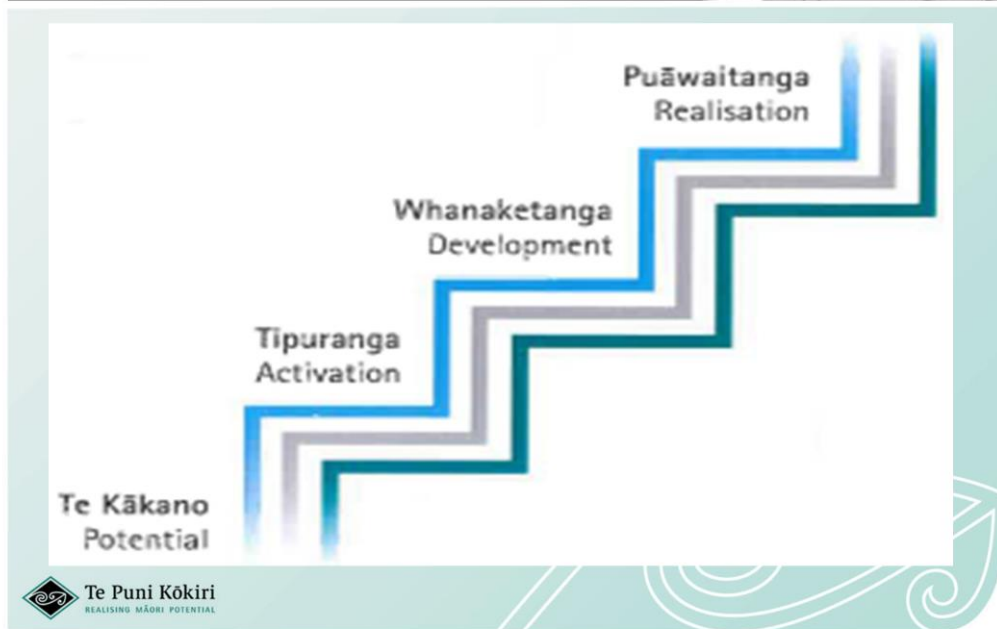 Puāwaitanga
Realisation
Whanaketanga
Development
Tipuranga
Activation
Te Kākano
Potential
Te Puni Kōkiri
REALISING MĀORI POTENTIAL